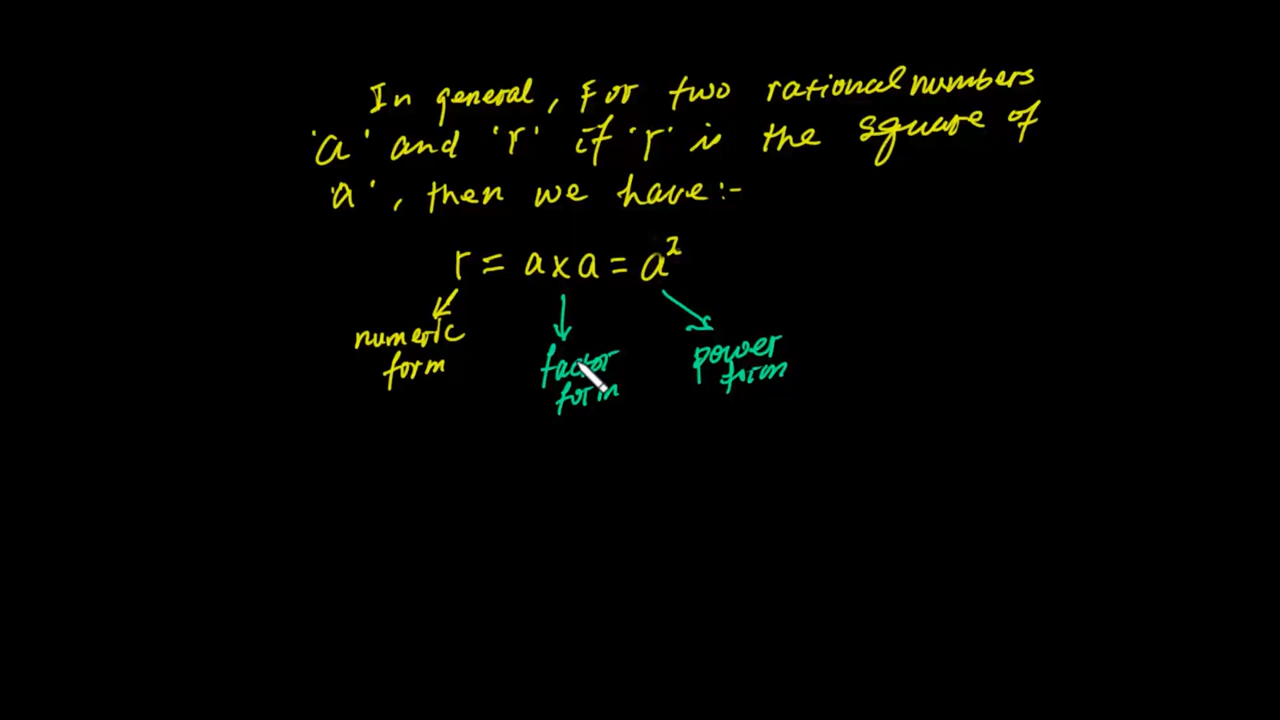 In general, For two rational numbers
'a' and 'r' if 'r' is the square of
'a', then we have:-
r = a x a = a²
numeric form
factor form
power form